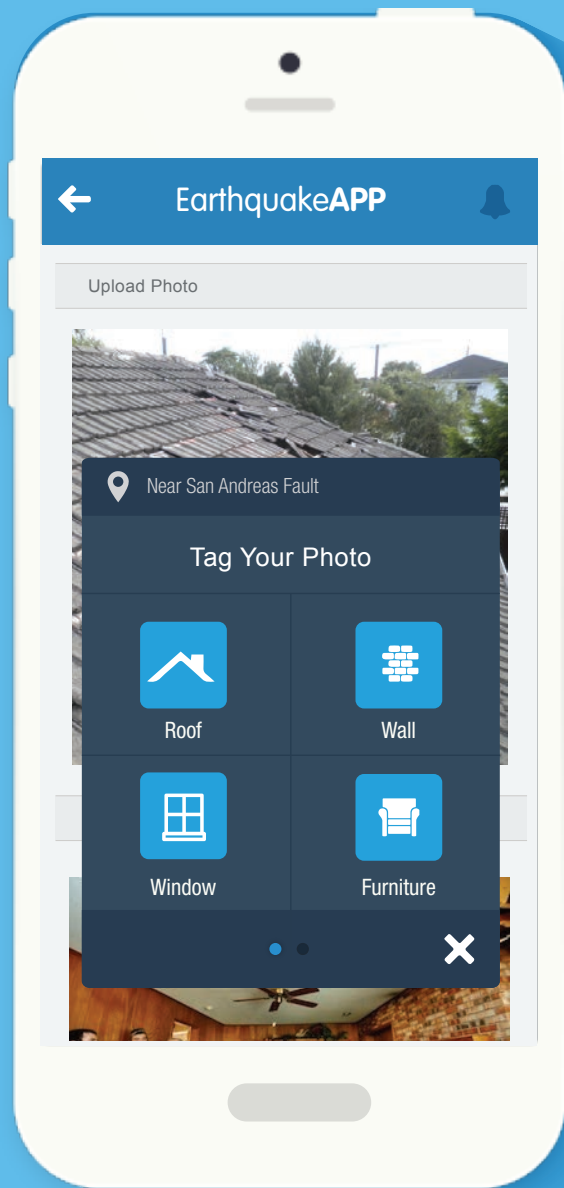 EarthquakeAPP
Upload Photo
Near San Andreas Fault
Tag Your Photo
Roof
Wall
Window
Furniture